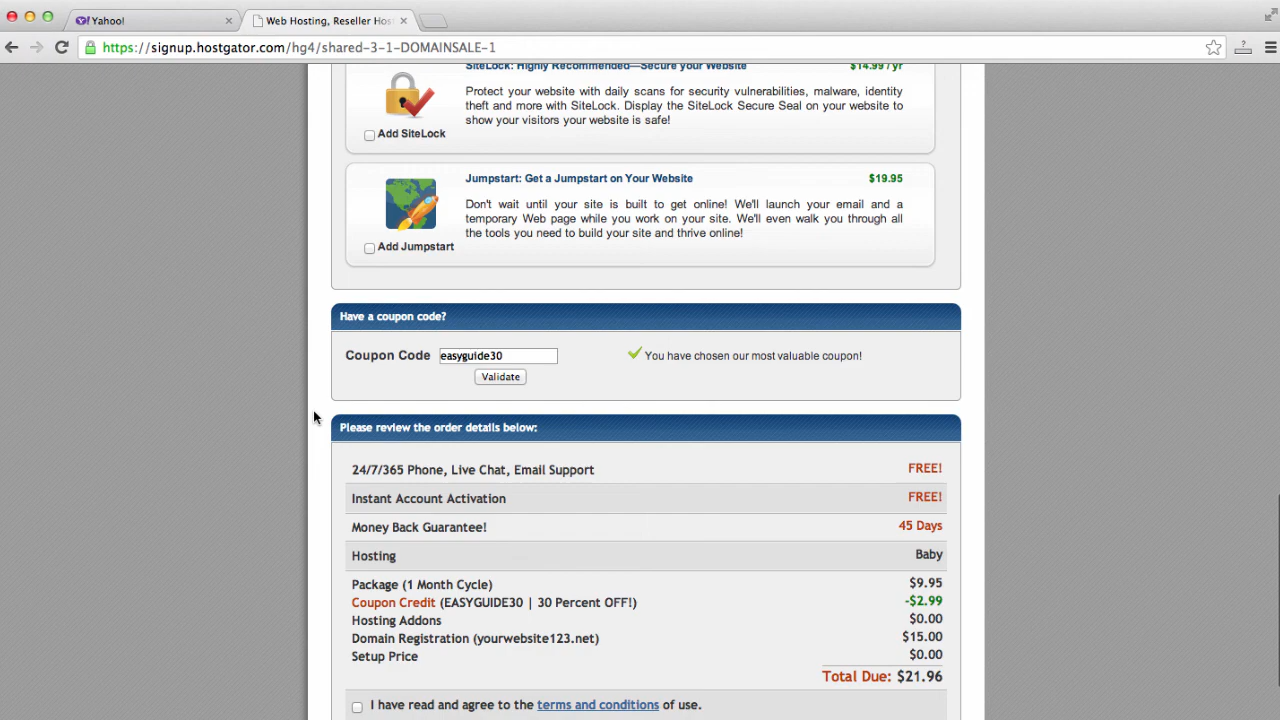 Yahoo!
Web Hosting, Reseller Hos
https://signup.hostgator.com/hg4/shared-3-1-DOMAINSALE-1
SiteLock: Highly Recommended—Secure your Website $14.99 / yr
Protect your website with daily scans for security vulnerabilities, malware, identity
theft and more with SiteLock. Display the SiteLock Secure Seal on your website to
show your visitors your website is safe!
Add SiteLock
Jumpstart: Get a Jumpstart on Your Website $19.95
Don't wait until your site is built to get online! We'll launch your email and a
temporary Web page while you work on your site. We'll even walk you through all
the tools you need to build your site and thrive online!
Add Jumpstart
Have a coupon code?
Coupon Code easyguide30 You have chosen our most valuable coupon!
Validate
Please review the order details below:
24/7/365 Phone, Live Chat, Email Support FREE!
Instant Account Activation FREE!
Money Back Guarantee! 45 Days
Hosting Baby
Package (1 Month Cycle) $9.95
Coupon Credit (EASYGUIDE30 | 30 Percent OFF!) -$2.99
Hosting Addons $0.00
Domain Registration (yourwebsite123.net) $15.00
Setup Price $0.00
Total Due: $21.96
I have read and agree to the terms and conditions of use.